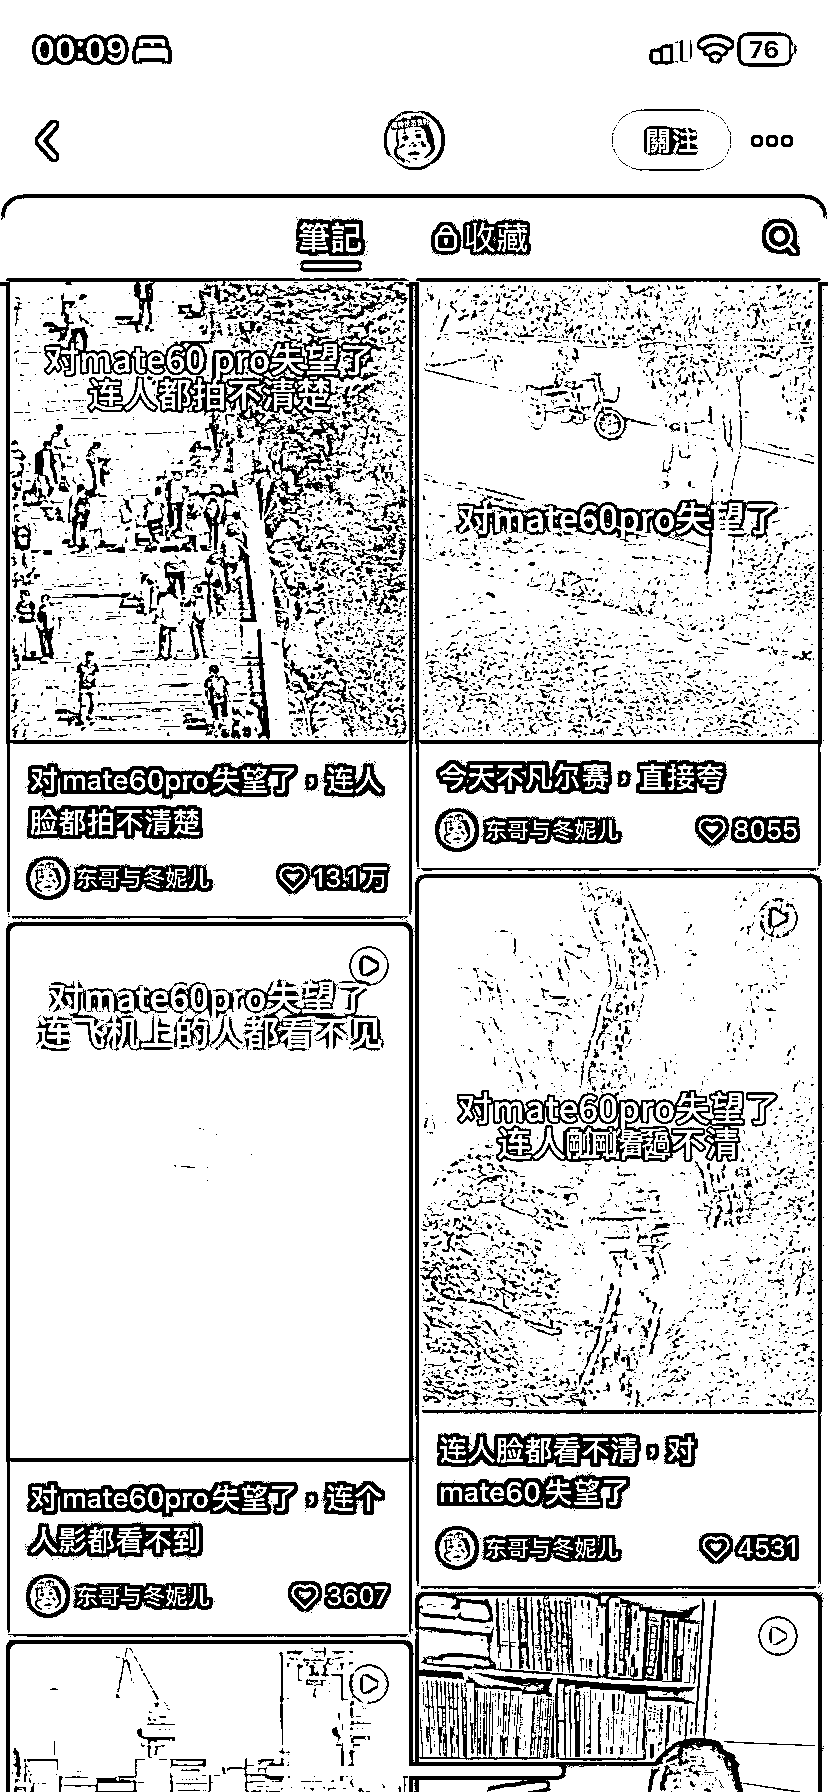 00:09
76
關注
筆記
收藏
对mate60 pro失望了
连人都拍不清楚
对mate60pro失望了，连人
脸都拍不清楚
东哥与冬妮儿
13.1万
对mate60pro失望了
今天不凡尔赛，直接夸
东哥与冬妮儿
8055
对mate60pro失望了
连飞机上的人都看不见
对mate60pro失望了，连个
人影都看不到
东哥与冬妮儿
3607
对mate60pro失望了
连人剛剛看過不清
连人脸都看不清，对
mate60失望了
东哥与冬妮儿
4531